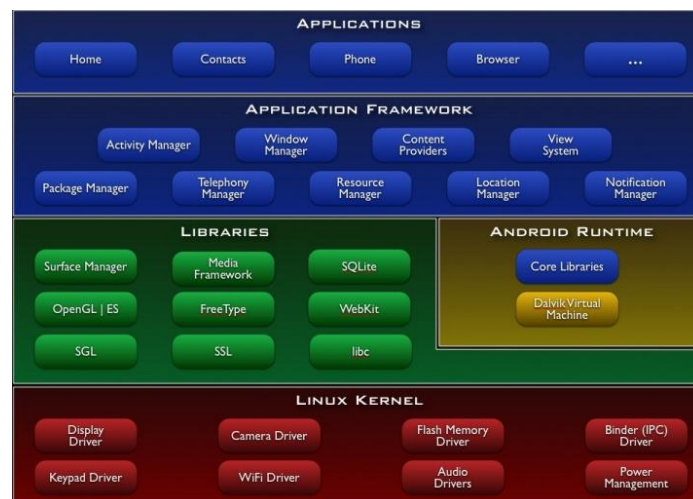 APPLICATIONS
Home
Contacts
Phone
Browser
...
APPLICATION FRAMEWORK
Activity Manager
Window
Manager
Content
Providers
View
System
Package Manager
Telephony
Manager
Resource
Manager
Location
Manager
Notification
Manager
LIBRARIES
Surface Manager
Media
Framework
SQLite
OpenGL | ES
FreeType
WebKit
SGL
SSL
libc
ANDROID RUNTIME
Core Libraries
Dalvik Virtual
Machine
LINUX KERNEL
Display
Driver
Camera Driver
Flash Memory
Driver
Binder (IPC)
Driver
Keypad Driver
WiFi Driver
Audio
Drivers
Power
Management